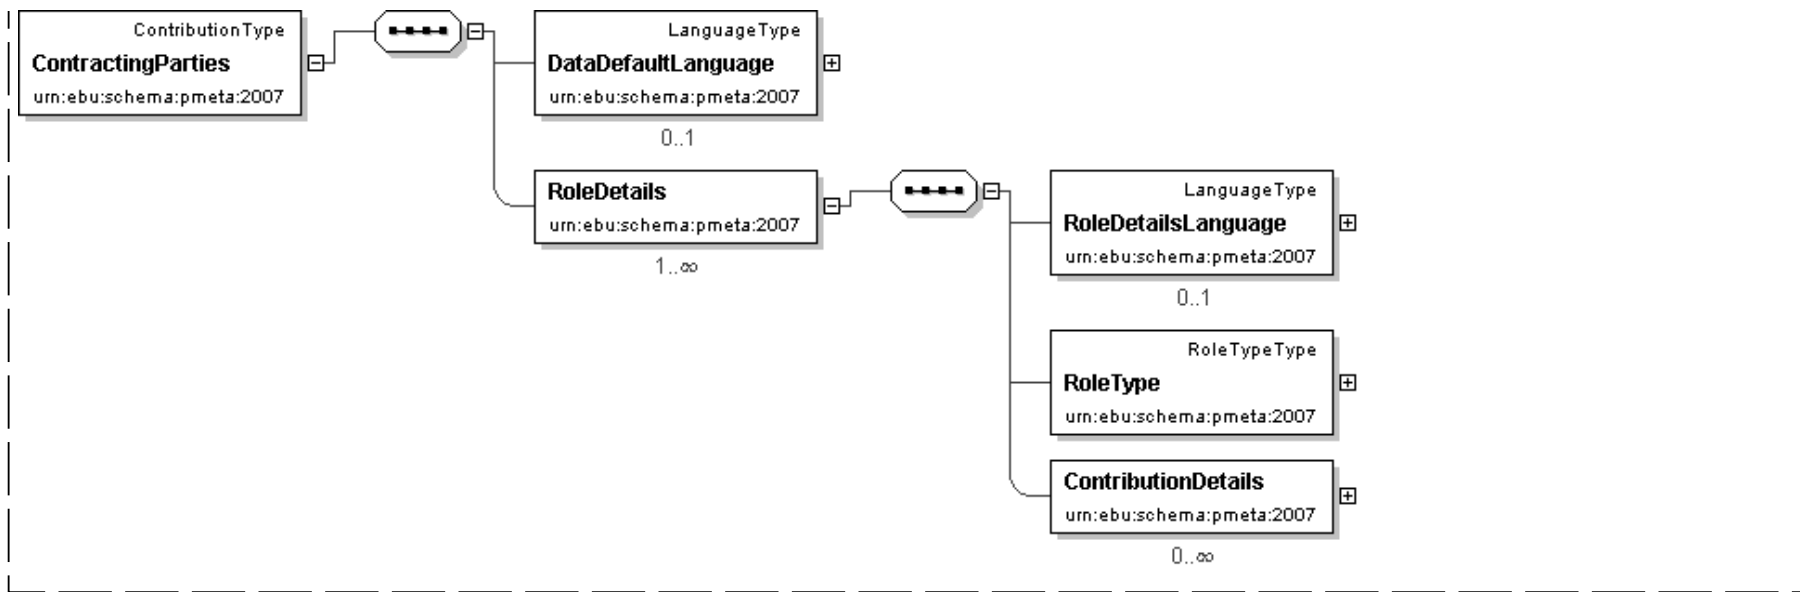 ContributionType
ContractingParties
urn:ebu:schema:pmeta:2007
LanguageType
DataDefaultLanguage
urn:ebu:schema:pmeta:2007
0..1
RoleDetails
urn:ebu:schema:pmeta:2007
1..∞
LanguageType
RoleDetailsLanguage
urn:ebu:schema:pmeta:2007
0..1
RoleTypeType
RoleType
urn:ebu:schema:pmeta:2007
ContributionDetails
urn:ebu:schema:pmeta:2007
0..∞